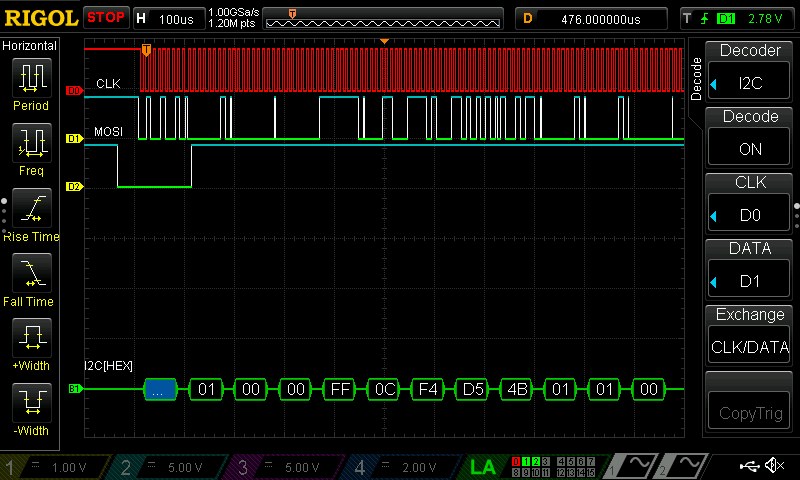 RIGOL STOP H 100us 1.00GSa/s 1.20M pts T D 476.000000us T D1 2.78 V
Horizontal
Period
Freq
Rise Time
Fall Time
+Width
-Width
T
D0 CLK
D1 MOSI
D2
I2C[HEX]
B1 ... 01 00 00 FF 0C F4 D5 4B 01 01 00
Decode
Decoder
I2C
Decode
ON
CLK
D0
DATA
D1
Exchange
CLK/DATA
CopyTrig
1 1.00 V 2 5.00 V 3 5.00 V 4 2.00 V LA 0 1 2 3 4 5 6 7 1 2
8 9 10 11 12 13 14 15